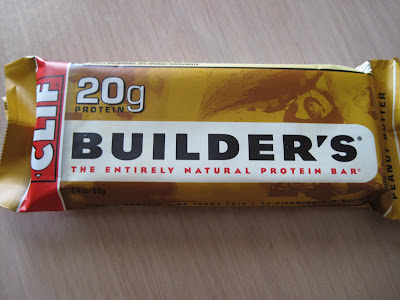 CLIF
20g
PROTEIN
BUILDER'S®
THE ENTIRELY NATURAL PROTEIN BAR®
PEANUT BUTTER